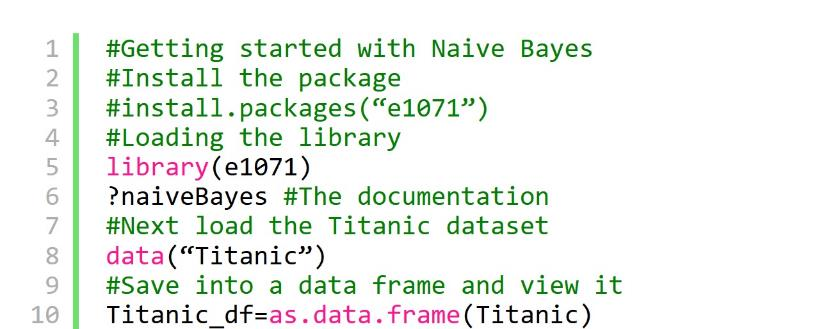 1 #Getting started with Naive Bayes
2 #Install the package
3 #install.packages(“e1071”)
4 #Loading the library
5 library(e1071)
6 ?naiveBayes #The documentation
7 #Next load the Titanic dataset
8 data(“Titanic”)
9 #Save into a data frame and view it
10 Titanic_df=as.data.frame(Titanic)